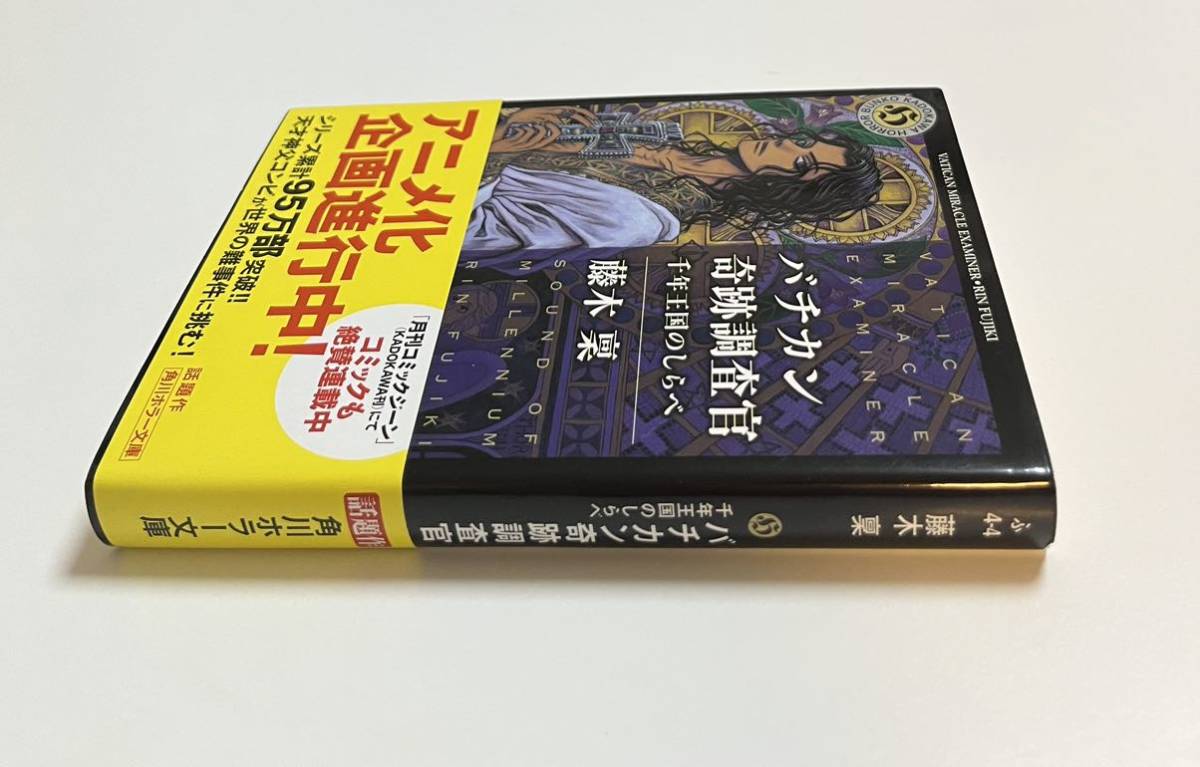 VATICAN MIRACLE EXAMINER•RIN FUJIKI
KADOKAWA HORROR BUNKO
VATICAN
MIRACLE
EXAMINER
バチカン
奇跡調査官
千年王国のしらべ
藤木 稟
SOUND OF
MILLENNIUM
RIN FUJIKI
アニメ化
企画進行中!
「月刊コミックジーン」
(KADOKAWA刊)にて
コミックも
絶賛連載中
シリーズ累計95万部突破!!
天才神父コンビが世界の難事件に挑む!
話題作
角川ホラー文庫
ふ4-4
藤木 稟
バチカン奇跡調査官
千年王国のしらべ
話題作
角川ホラー文庫